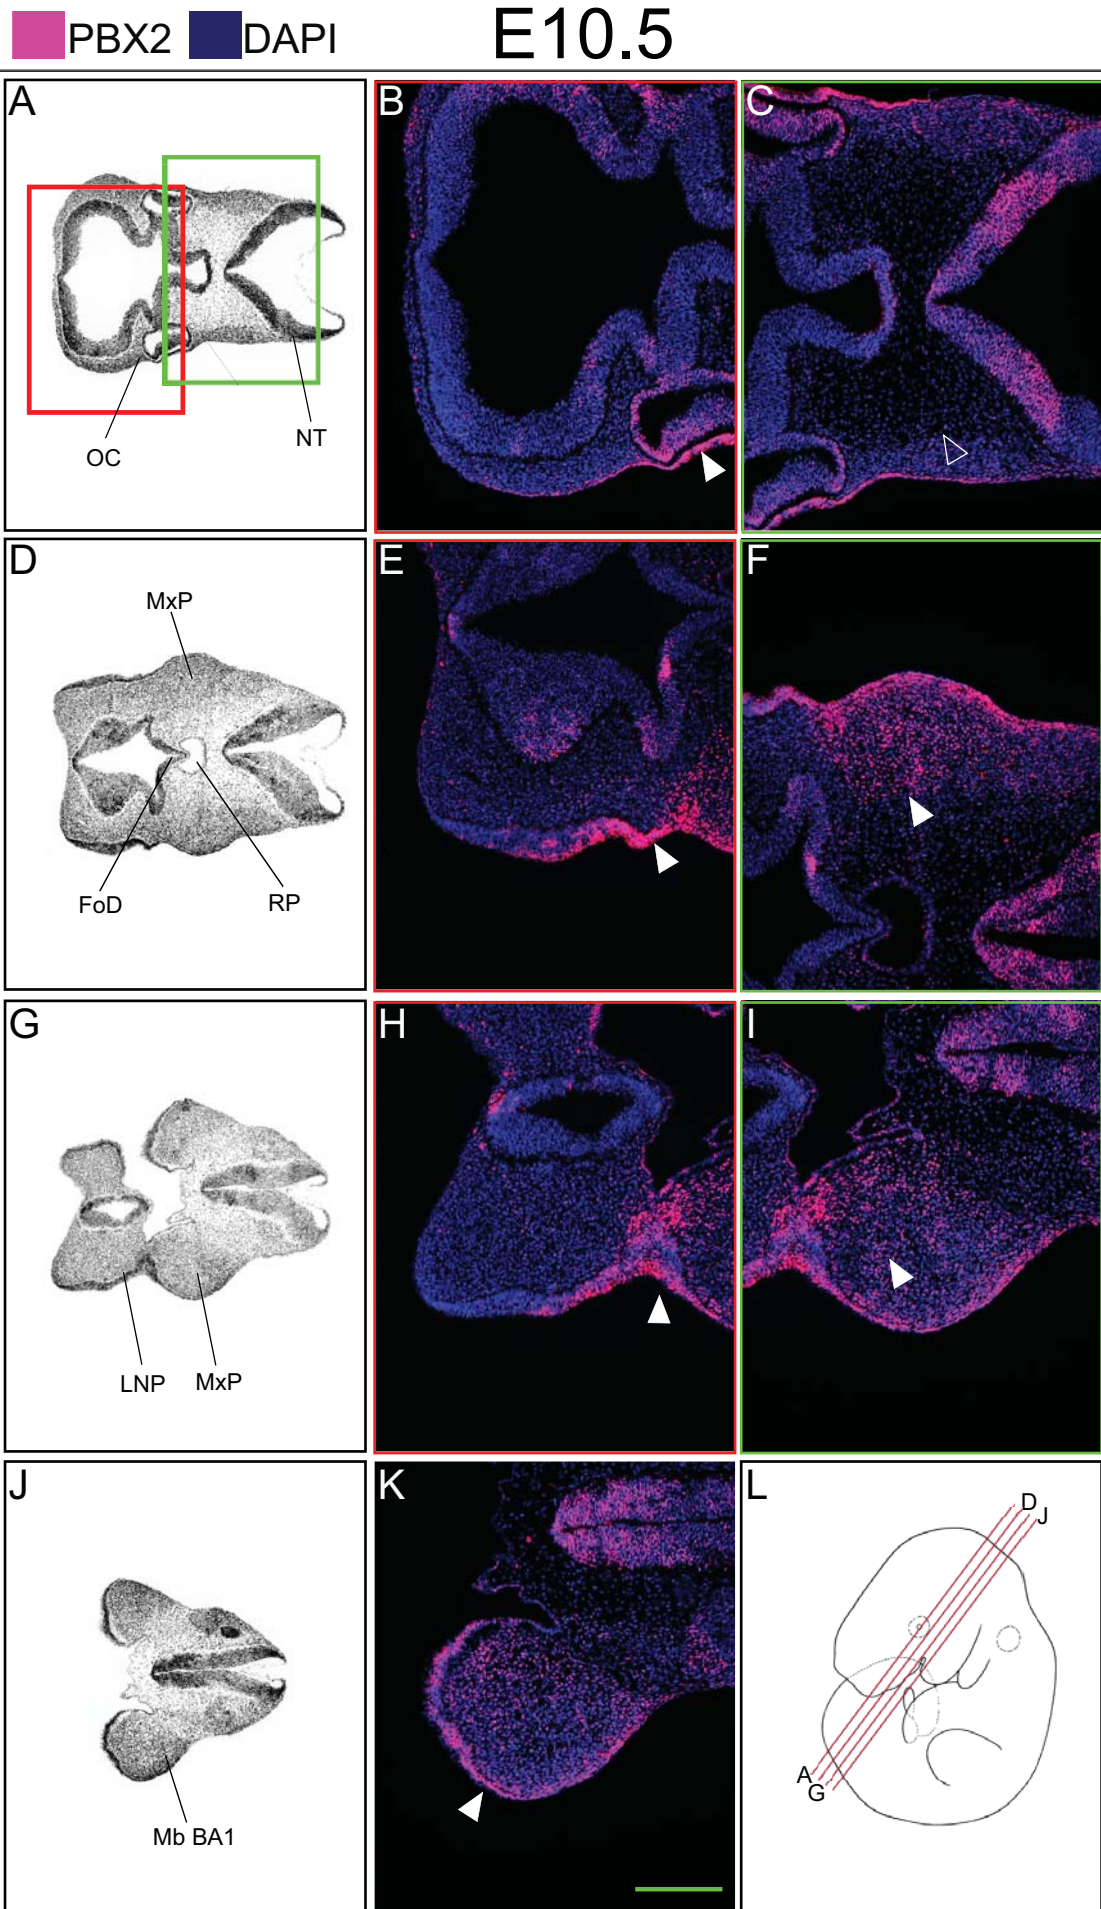 PBX2 DAPI E10.5
A B C
OC NT
D E F
MxP
FoD RP
G H I
LNP MxP
J K L
D
J
A
G
Mb BA1